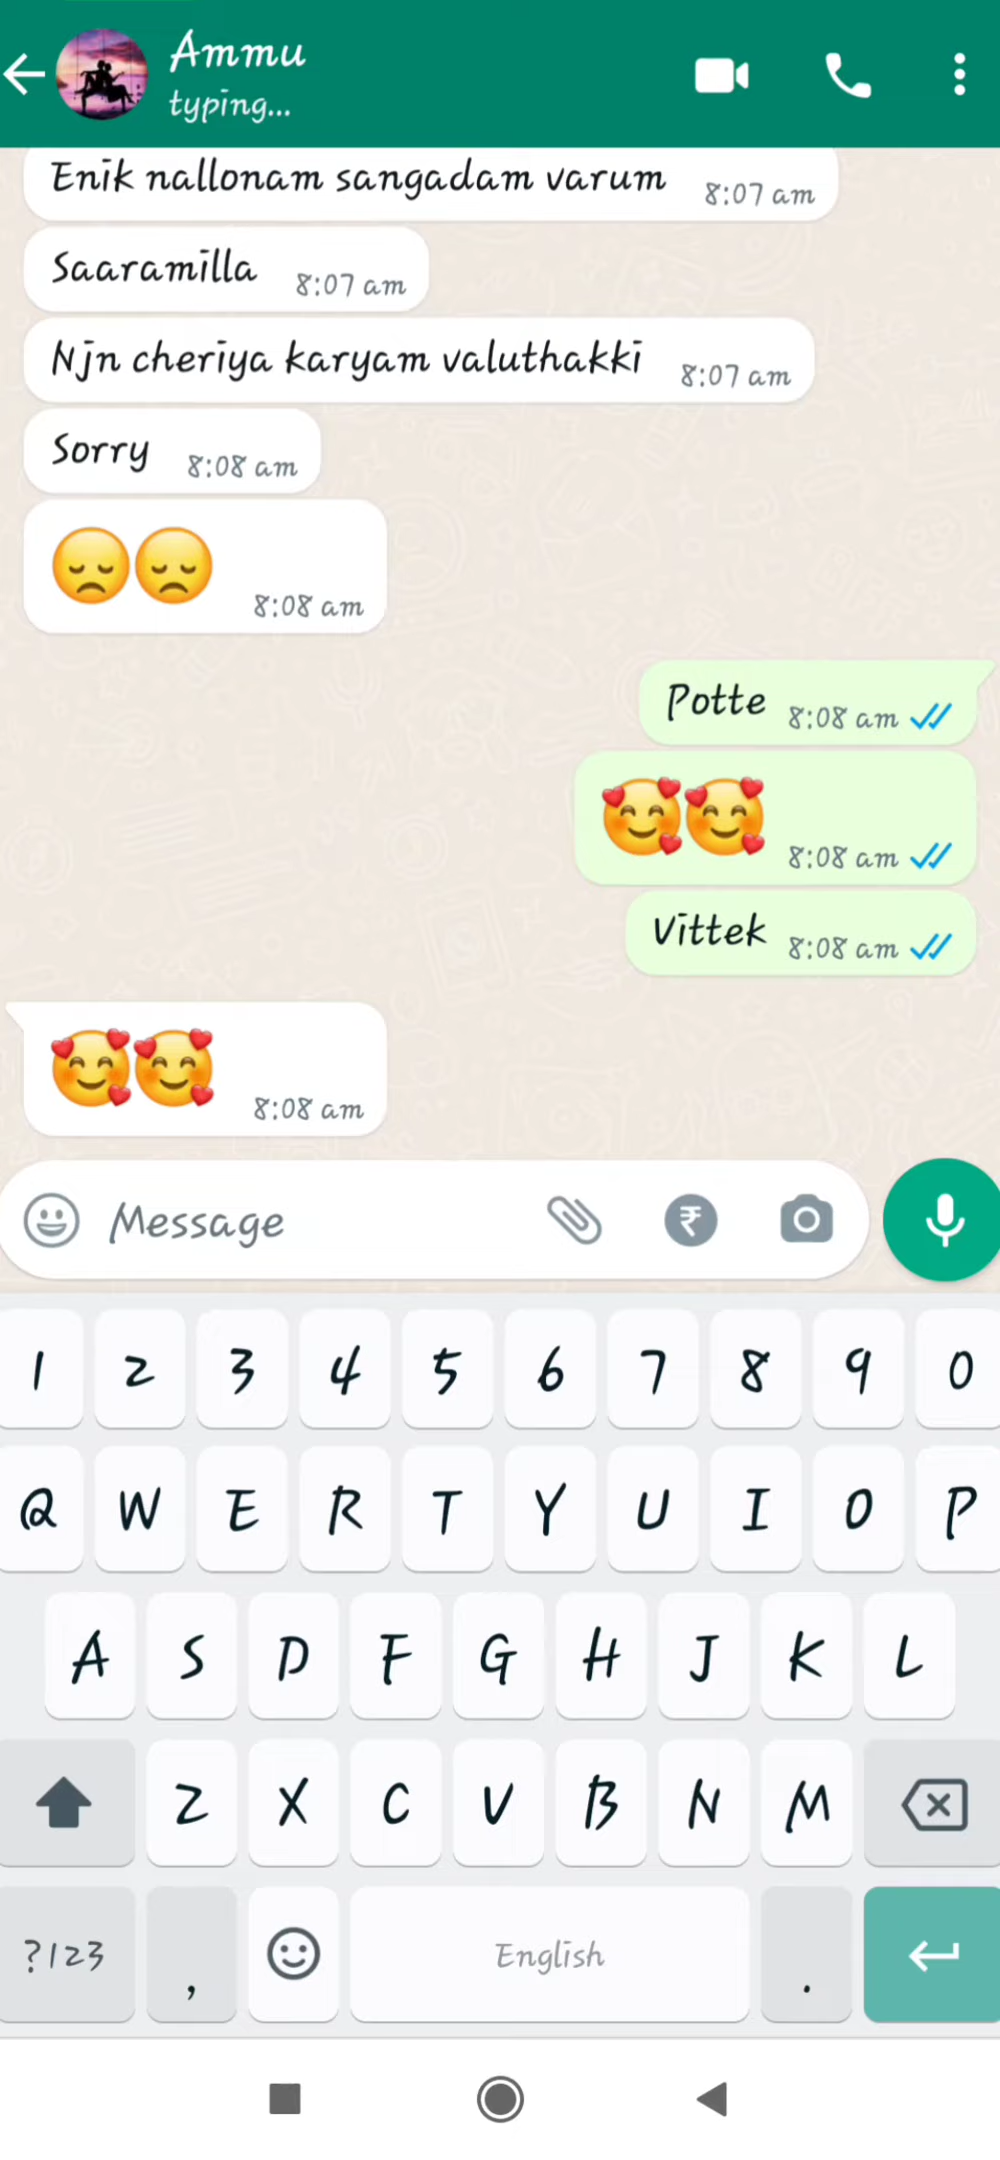 Ammu
typing...
Enik nallonam sangadam varum 8:07 am
Saaramilla 8:07 am
Njn cheriya karyam valuthakki 8:07 am
Sorry 8:08 am
😞😞 8:08 am
Potte 8:08 am
🥰🥰 8:08 am
Vittek 8:08 am
🥰🥰 8:08 am
Message
1 2 3 4 5 6 7 8 9 0
Q W E R T Y U I O P
A S D F G H J K L
Z X C V B N M
?123 , English .